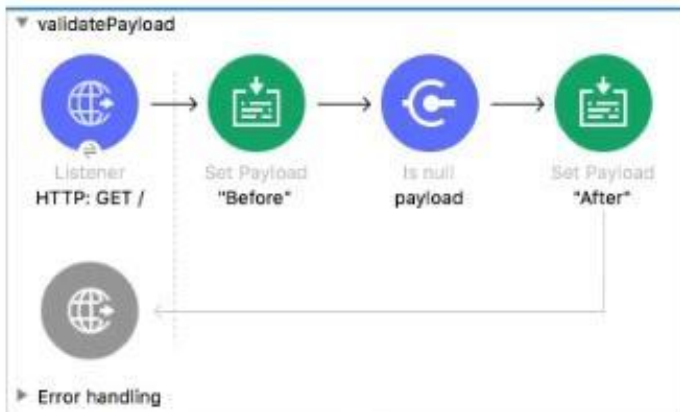 validatePayload
Listener
HTTP: GET /
Set Payload
"Before"
Is null
payload
Set Payload
"After"
Error handling